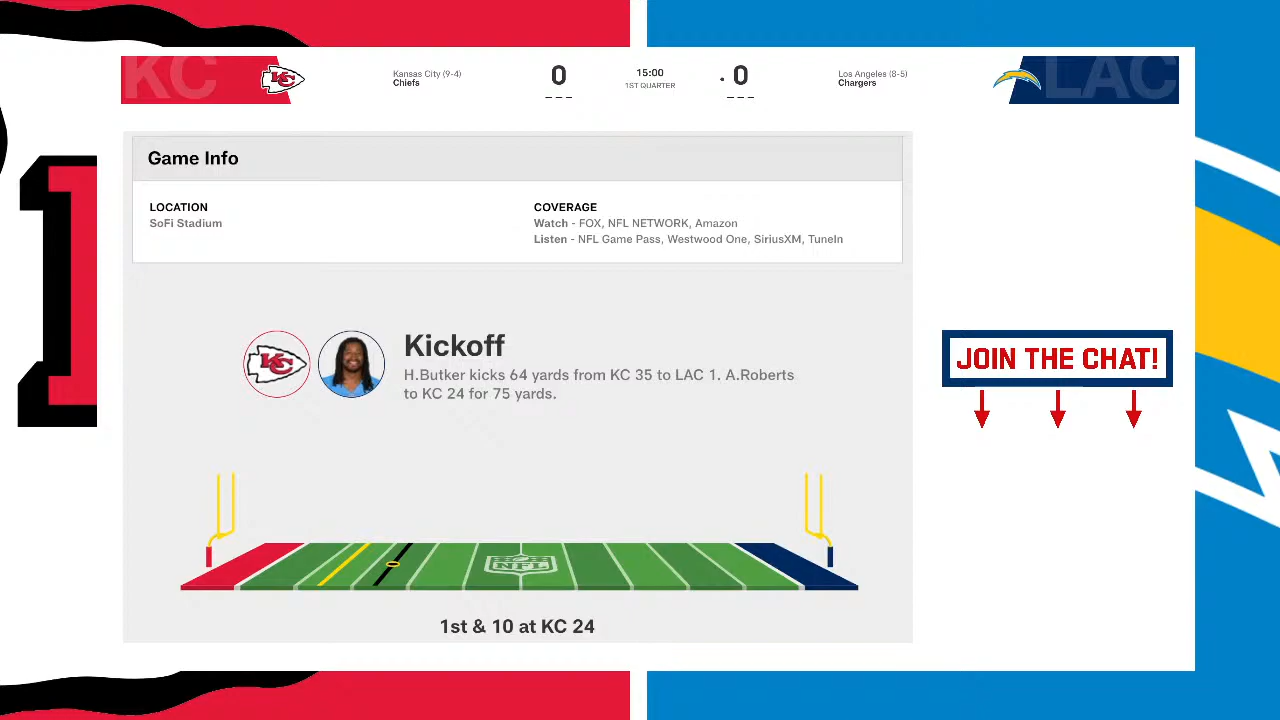 KC
KC
Kansas City (9-4)
Chiefs
0
15:00
1ST QUARTER
0
Los Angeles (8-5)
Chargers
LAC
Game Info
LOCATION
SoFi Stadium
COVERAGE
Watch - FOX, NFL NETWORK, Amazon
Listen - NFL Game Pass, Westwood One, SiriusXM, TuneIn
KC
Kickoff
H.Butker kicks 64 yards from KC 35 to LAC 1. A.Roberts
to KC 24 for 75 yards.
JOIN THE CHAT!
NFL
1st & 10 at KC 24